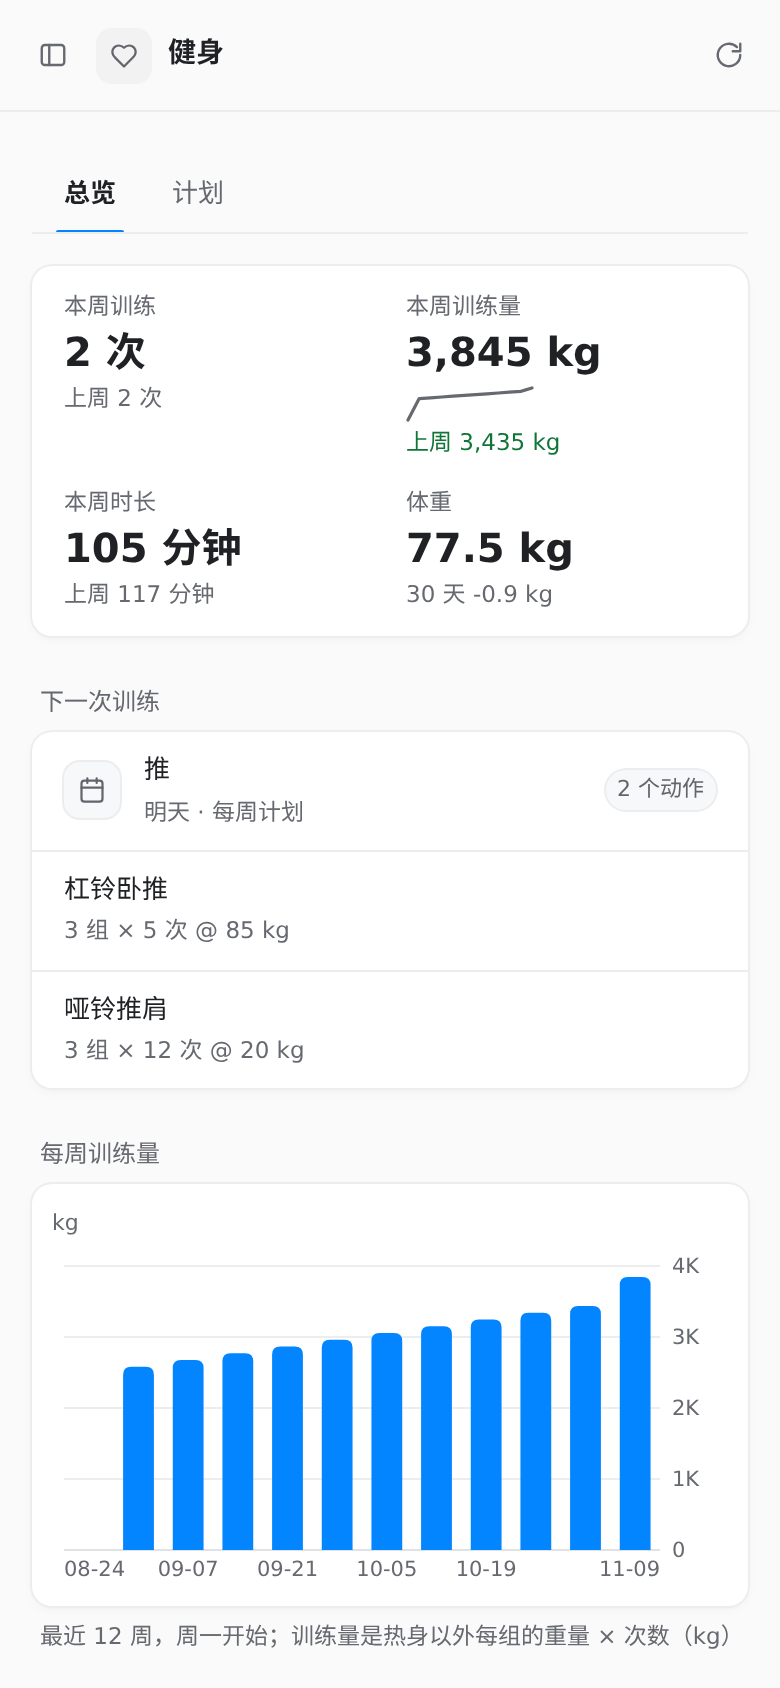 健身
总览
计划
本周训练
2 次
上周 2 次
本周训练量
3,845 kg
上周 3,435 kg
本周时长
105 分钟
上周 117 分钟
体重
77.5 kg
30 天 -0.9 kg
下一次训练
推
明天 · 每周计划
2 个动作
杠铃卧推
3 组 × 5 次 @ 85 kg
哑铃推肩
3 组 × 12 次 @ 20 kg
每周训练量
kg
4K
3K
2K
1K
0
08-24 09-07 09-21 10-05 10-19 11-09
最近 12 周，周一开始；训练量是热身以外每组的重量 × 次数（kg）